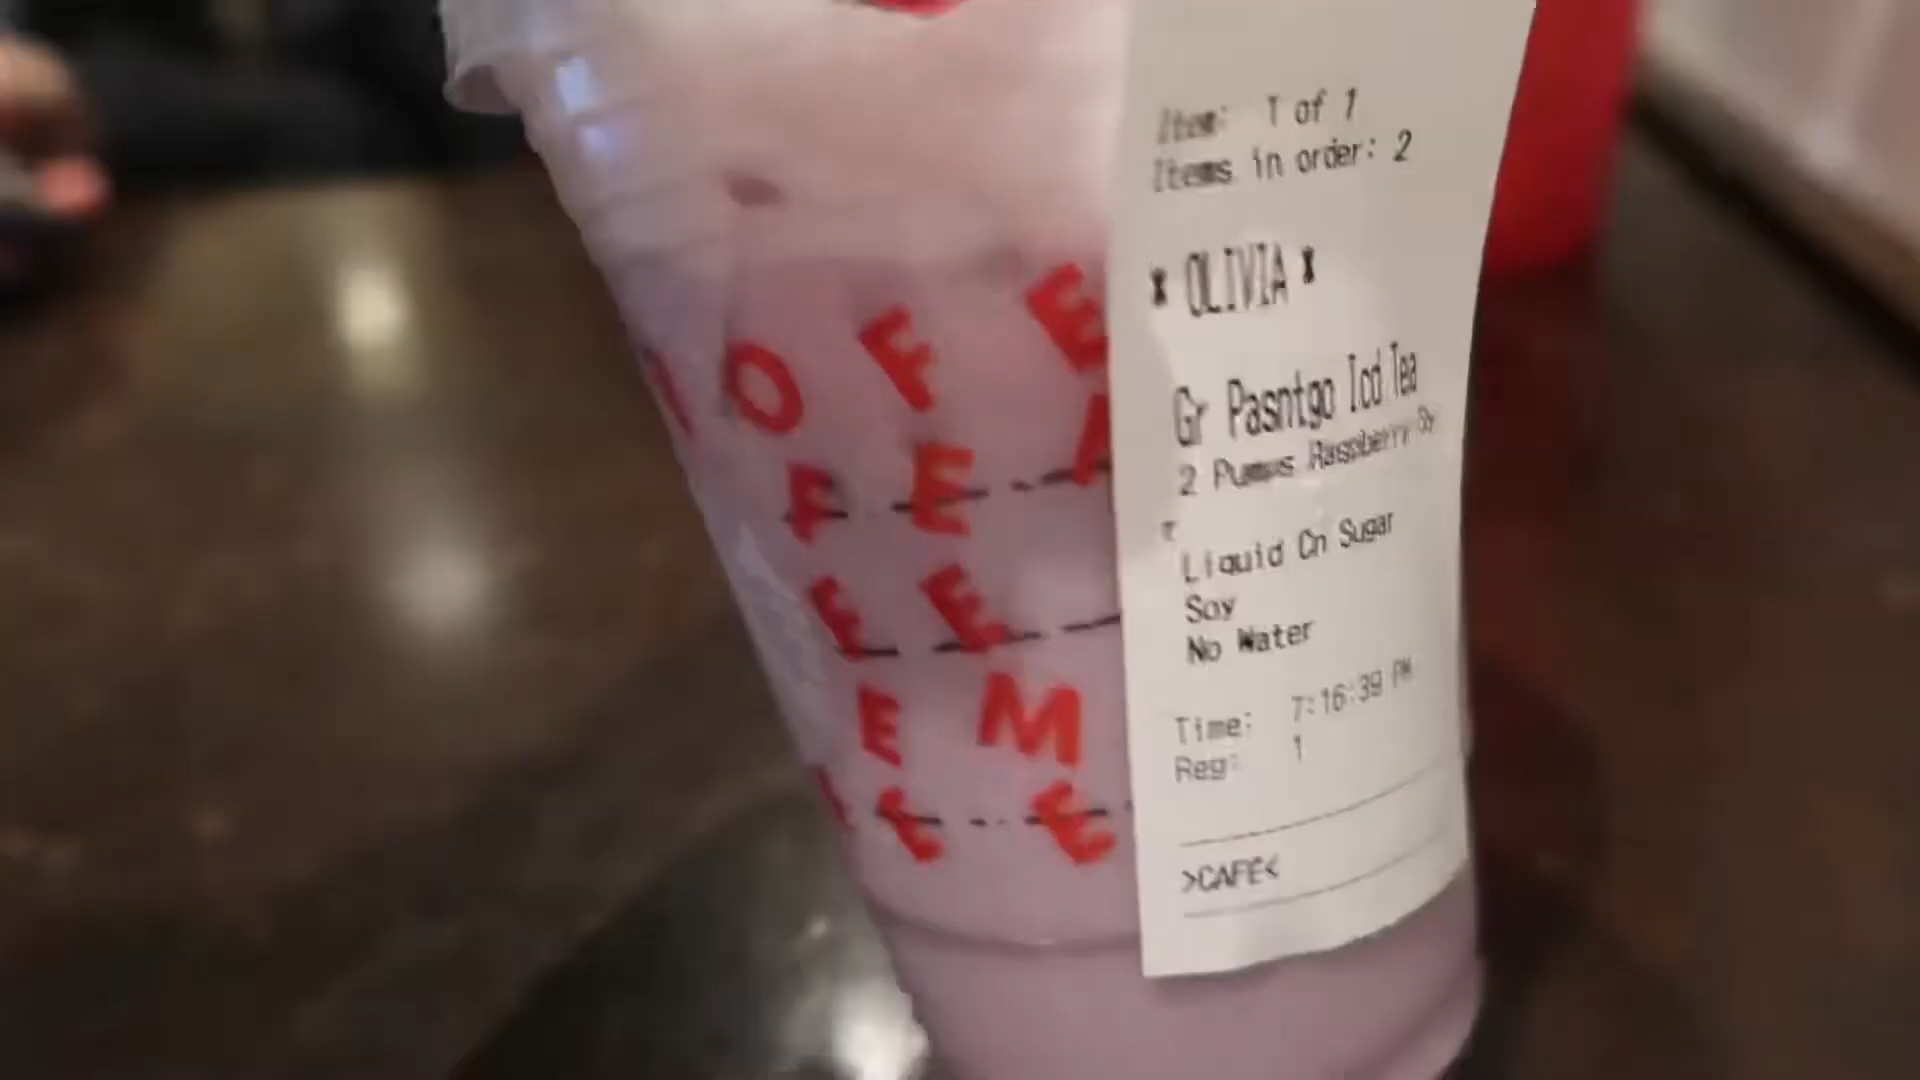 Item: 1 of 1
Items in order: 2
* OLIVIA *
Gr Pasntgo Icd Tea
2 Pumps Raspberry Sy
r
Liquid Cn Sugar
Soy
No Water
Time: 7:16:39 PM
Reg: 1
>CAFE<
O F E
F E A
E E
E M
E E